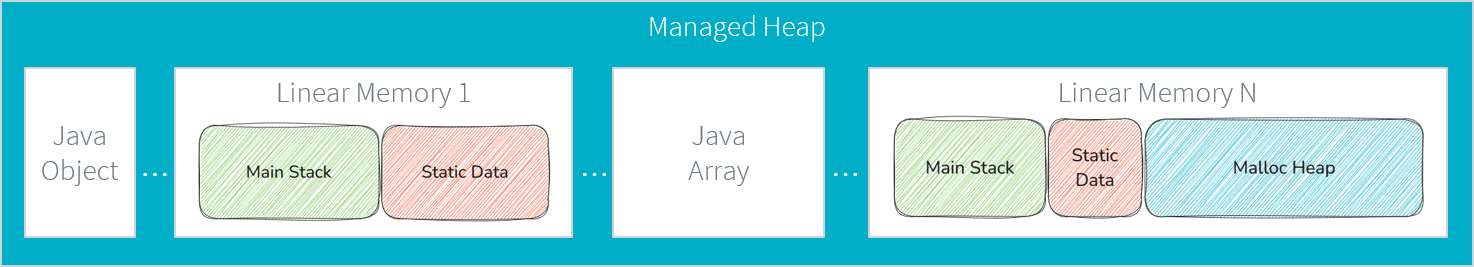 Managed Heap
Java
Object
...
Linear Memory 1
Main Stack
Static Data
...
Java
Array
...
Linear Memory N
Main Stack
Static
Data
Malloc Heap